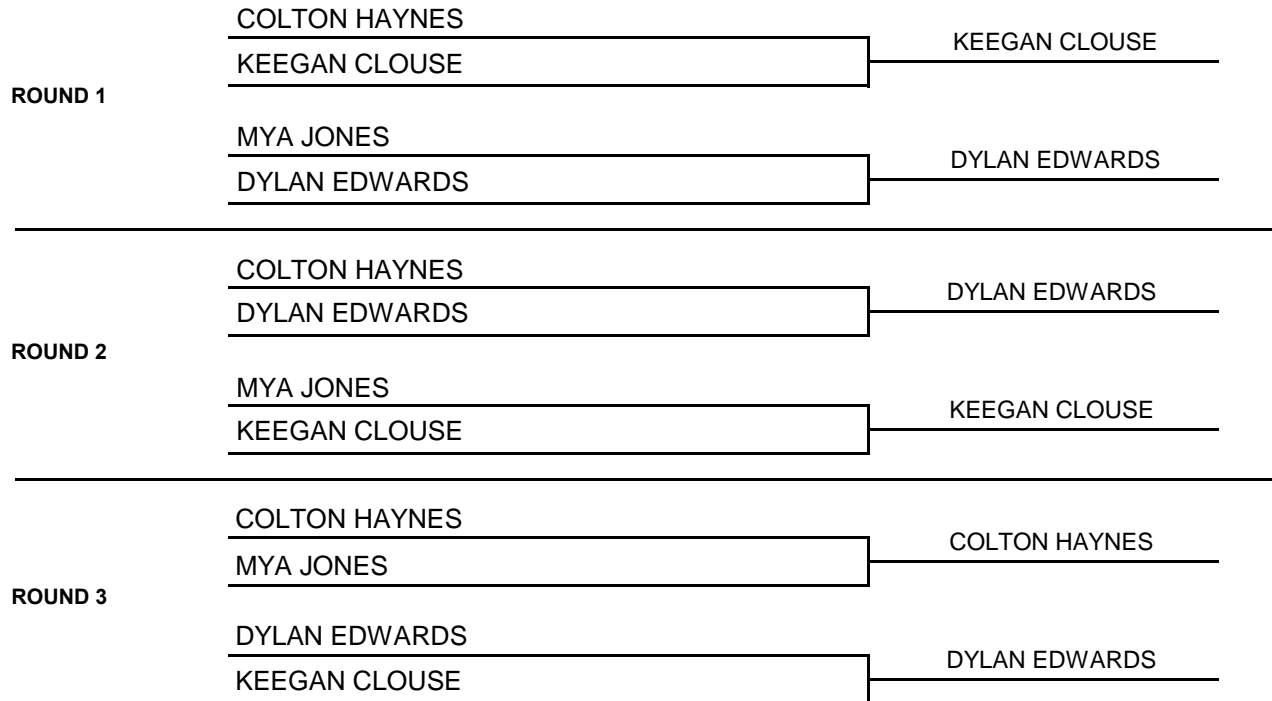 COLTON HAYNES
KEEGAN CLOUSE
KEEGAN CLOUSE
ROUND 1
MYA JONES
DYLAN EDWARDS
DYLAN EDWARDS
COLTON HAYNES
DYLAN EDWARDS
DYLAN EDWARDS
ROUND 2
MYA JONES
KEEGAN CLOUSE
KEEGAN CLOUSE
COLTON HAYNES
COLTON HAYNES
MYA JONES
ROUND 3
DYLAN EDWARDS
DYLAN EDWARDS
KEEGAN CLOUSE